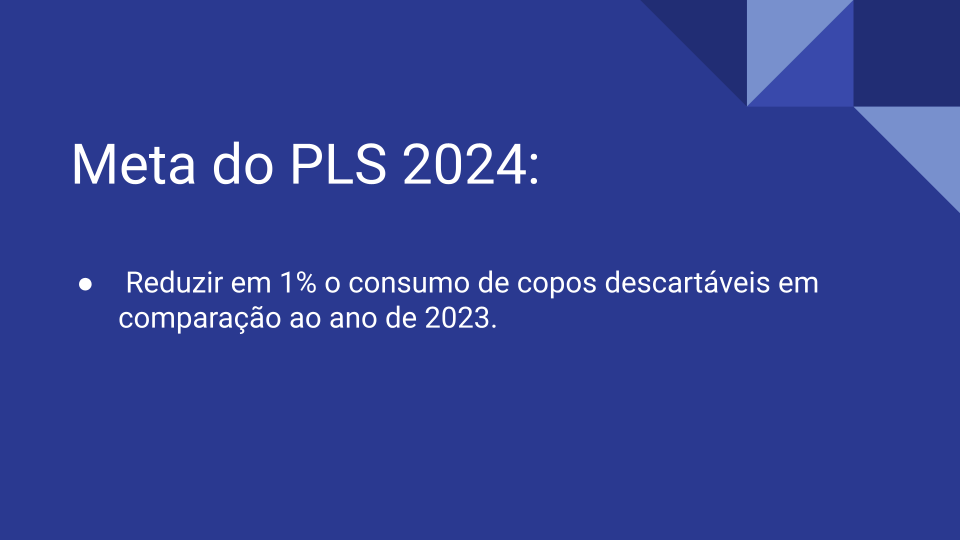 Meta do PLS 2024:
● Reduzir em 1% o consumo de copos descartáveis em
comparação ao ano de 2023.